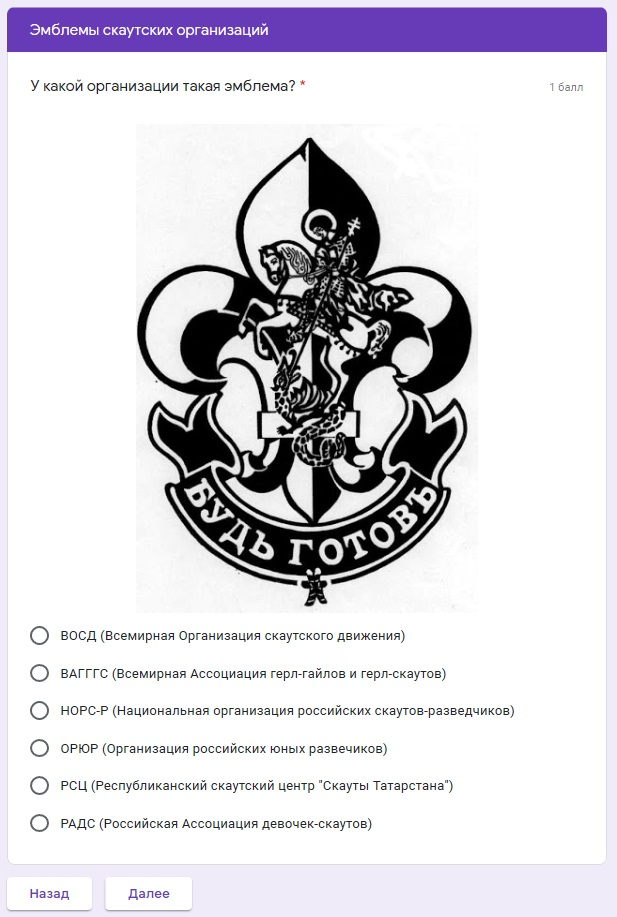 Эмблемы скаутских организаций
У какой организации такая эмблема? *
1 балл
БУДЬ ГОТОВЪ
ВОСД (Всемирная Организация скаутского движения)
ВАГГГС (Всемирная Ассоциация герл-гайлов и герл-скаутов)
НОРС-Р (Национальная организация российских скаутов-разведчиков)
ОРЮР (Организация российских юных развечиков)
РСЦ (Республиканский скаутский центр "Скауты Татарстана")
РАДС (Российская Ассоциация девочек-скаутов)
Назад
Далее